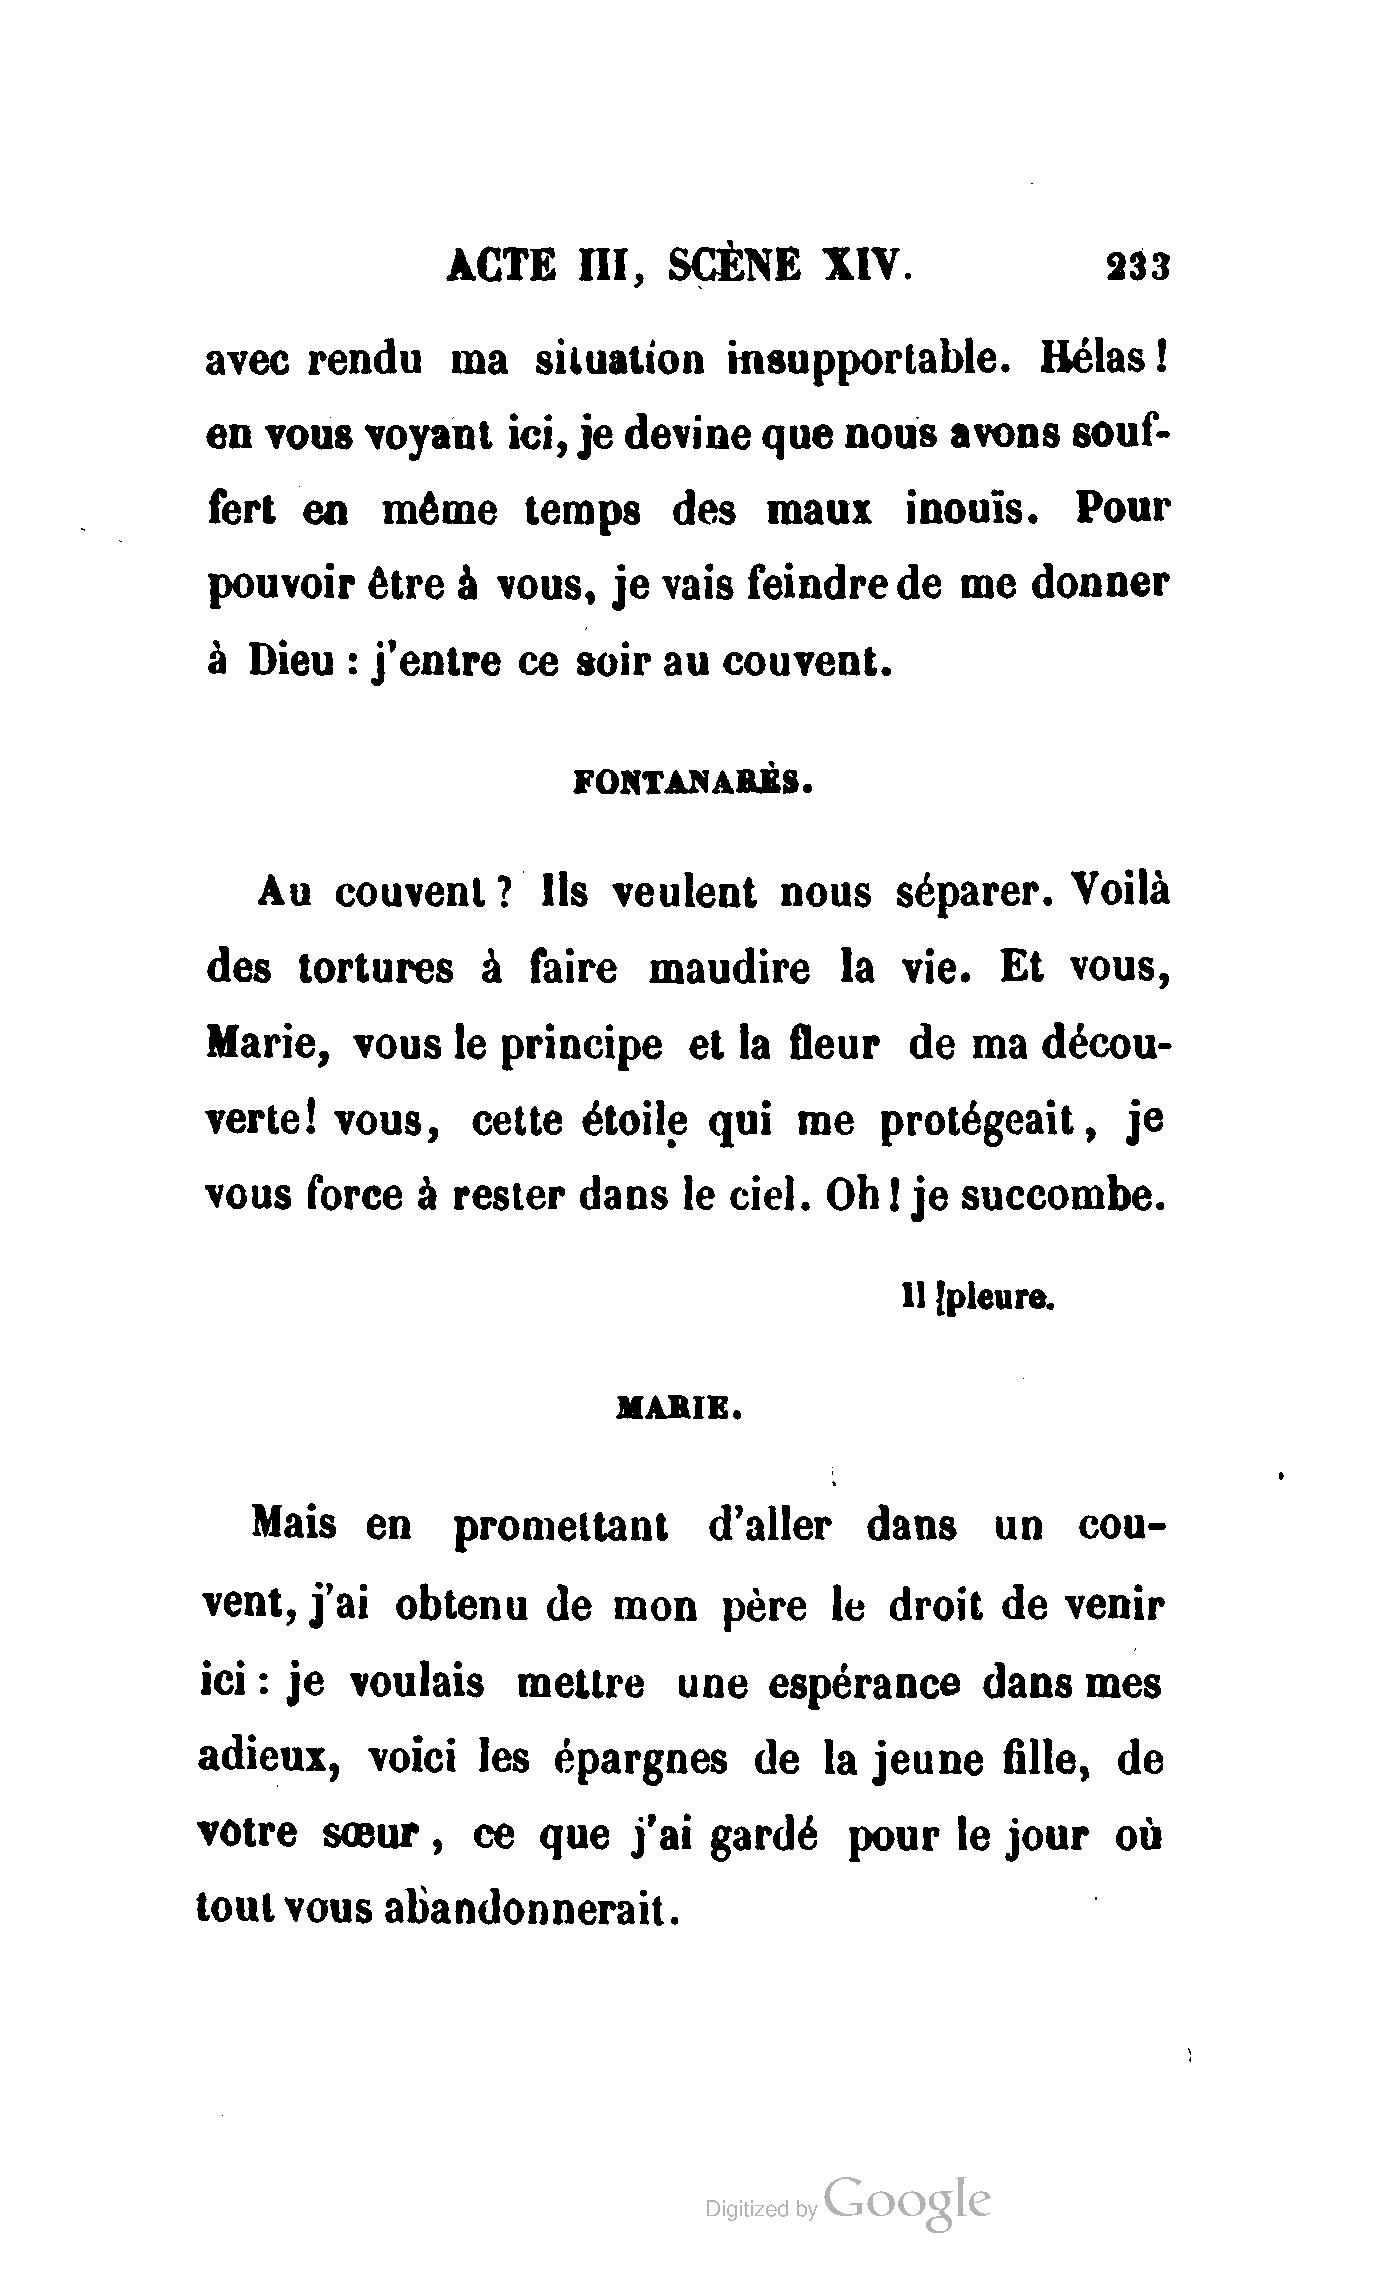 ACTE III, SCÈNE XIV. 233
avec rendu ma situation insupportable. Hélas !
en vous voyant ici, je devine que nous avons souf-
fert en même temps des maux inouïs. Pour
pouvoir être à vous, je vais feindre de me donner
à Dieu : j'entre ce soir au couvent.
FONTANARÈS.
Au couvent ? Ils veulent nous séparer. Voilà
des tortures à faire maudire la vie. Et vous,
Marie, vous le principe et la fleur de ma décou-
verte! vous, cette étoile qui me protégeait, je
vous force à rester dans le ciel. Oh ! je succombe.
Il pleure.
MARIE.
Mais en promettant d'aller dans un cou-
vent, j'ai obtenu de mon père le droit de venir
ici : je voulais mettre une espérance dans mes
adieux, voici les épargnes de la jeune fille, de
votre sœur, ce que j'ai gardé pour le jour où
tout vous abandonnerait.
Digitized by Google